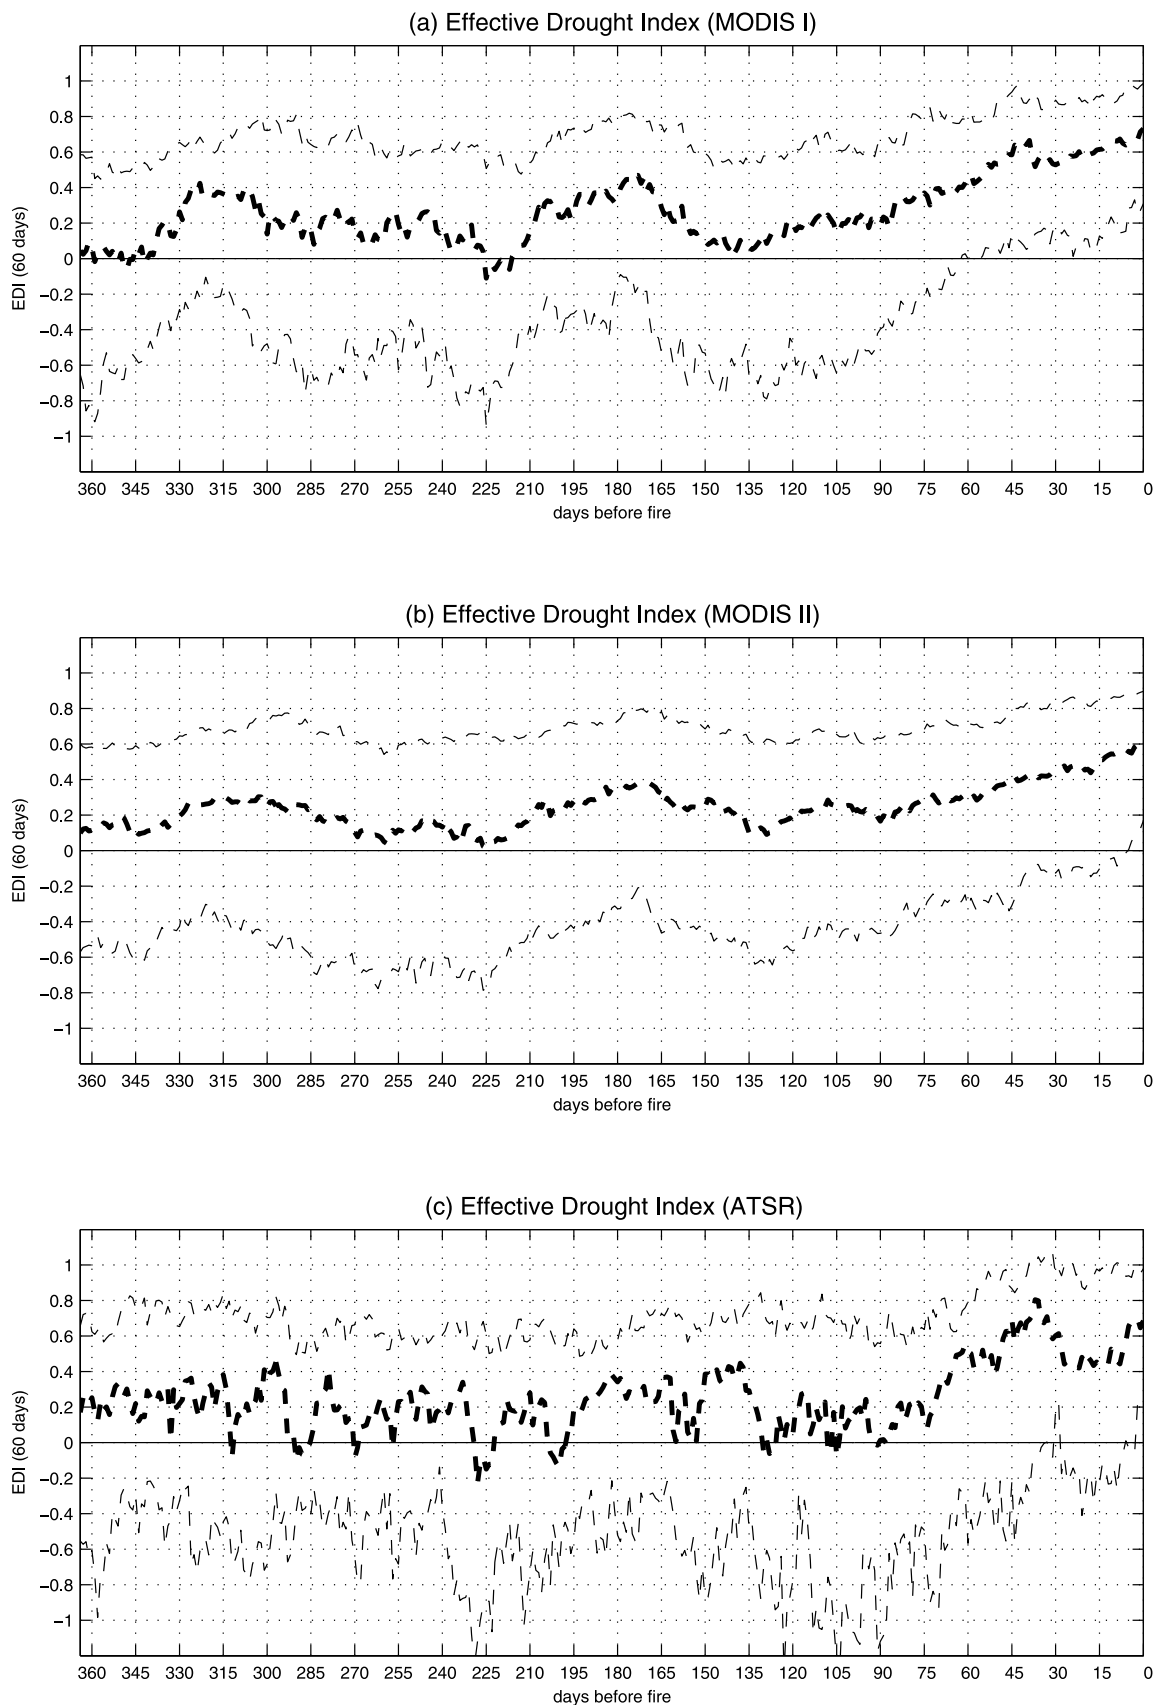 (a) Effective Drought Index (MODIS I)
1
0.8
0.6
0.4
0.2
0
−0.2
−0.4
−0.6
−0.8
−1
EDI (60 days)
360 345 330 315 300 285 270 255 240 225 210 195 180 165 150 135 120 105 90 75 60 45 30 15 0
days before fire
(b) Effective Drought Index (MODIS II)
1
0.8
0.6
0.4
0.2
0
−0.2
−0.4
−0.6
−0.8
−1
EDI (60 days)
360 345 330 315 300 285 270 255 240 225 210 195 180 165 150 135 120 105 90 75 60 45 30 15 0
days before fire
(c) Effective Drought Index (ATSR)
1
0.8
0.6
0.4
0.2
0
−0.2
−0.4
−0.6
−0.8
−1
EDI (60 days)
360 345 330 315 300 285 270 255 240 225 210 195 180 165 150 135 120 105 90 75 60 45 30 15 0
days before fire